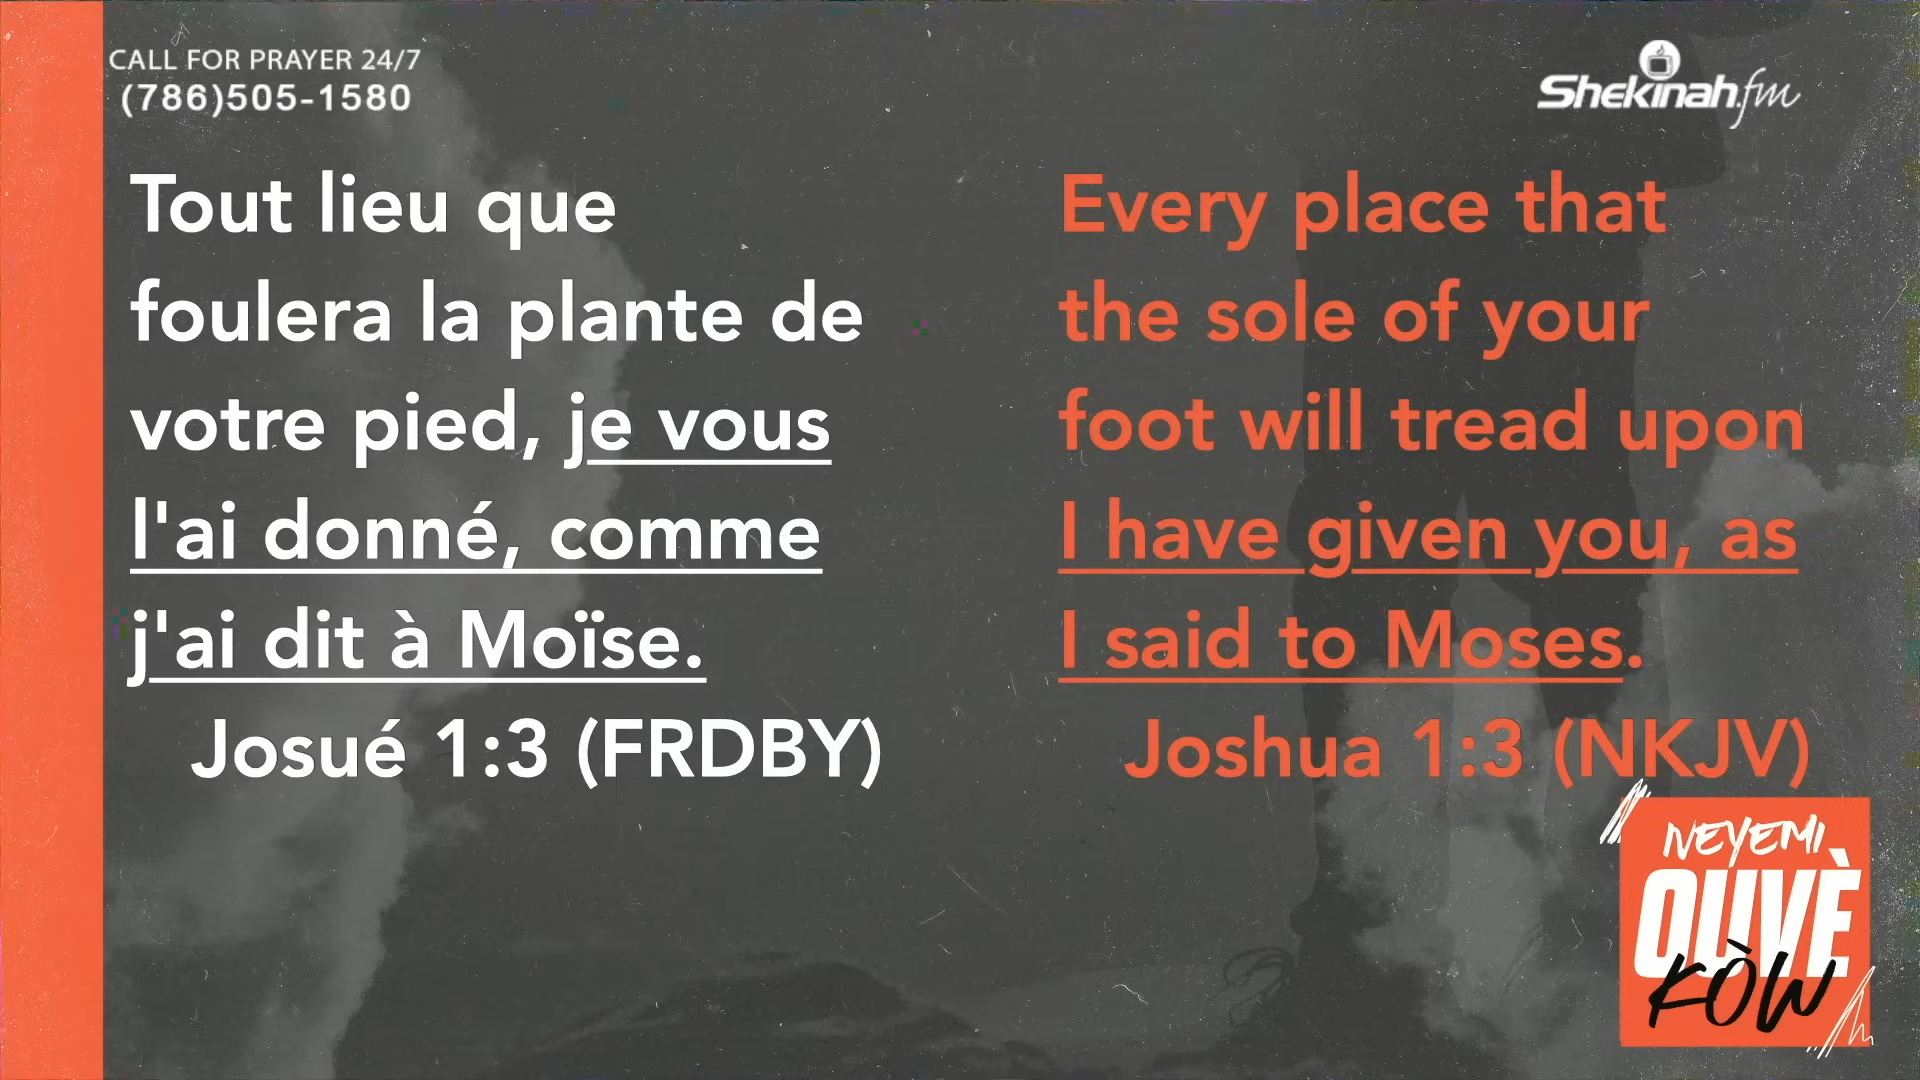 CALL FOR PRAYER 24/7
(786)505-1580
Shekinah.fm
Tout lieu que
foulera la plante de
votre pied, je vous
l'ai donné, comme
j'ai dit à Moïse.
Josué 1:3 (FRDBY)
Every place that
the sole of your
foot will tread upon
I have given you, as
I said to Moses.
Joshua 1:3 (NKJV)
NEYEMI
OUVÈ
KÒW